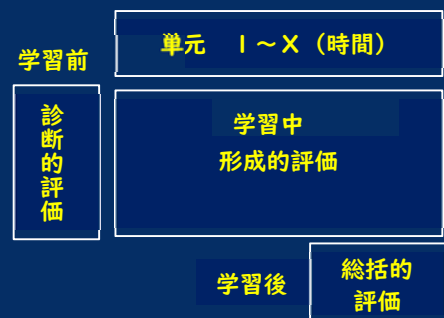 単元　１～Ｘ（時間）
学習前
診断的評価
学習中
形成的評価
学習後
総括的
評価